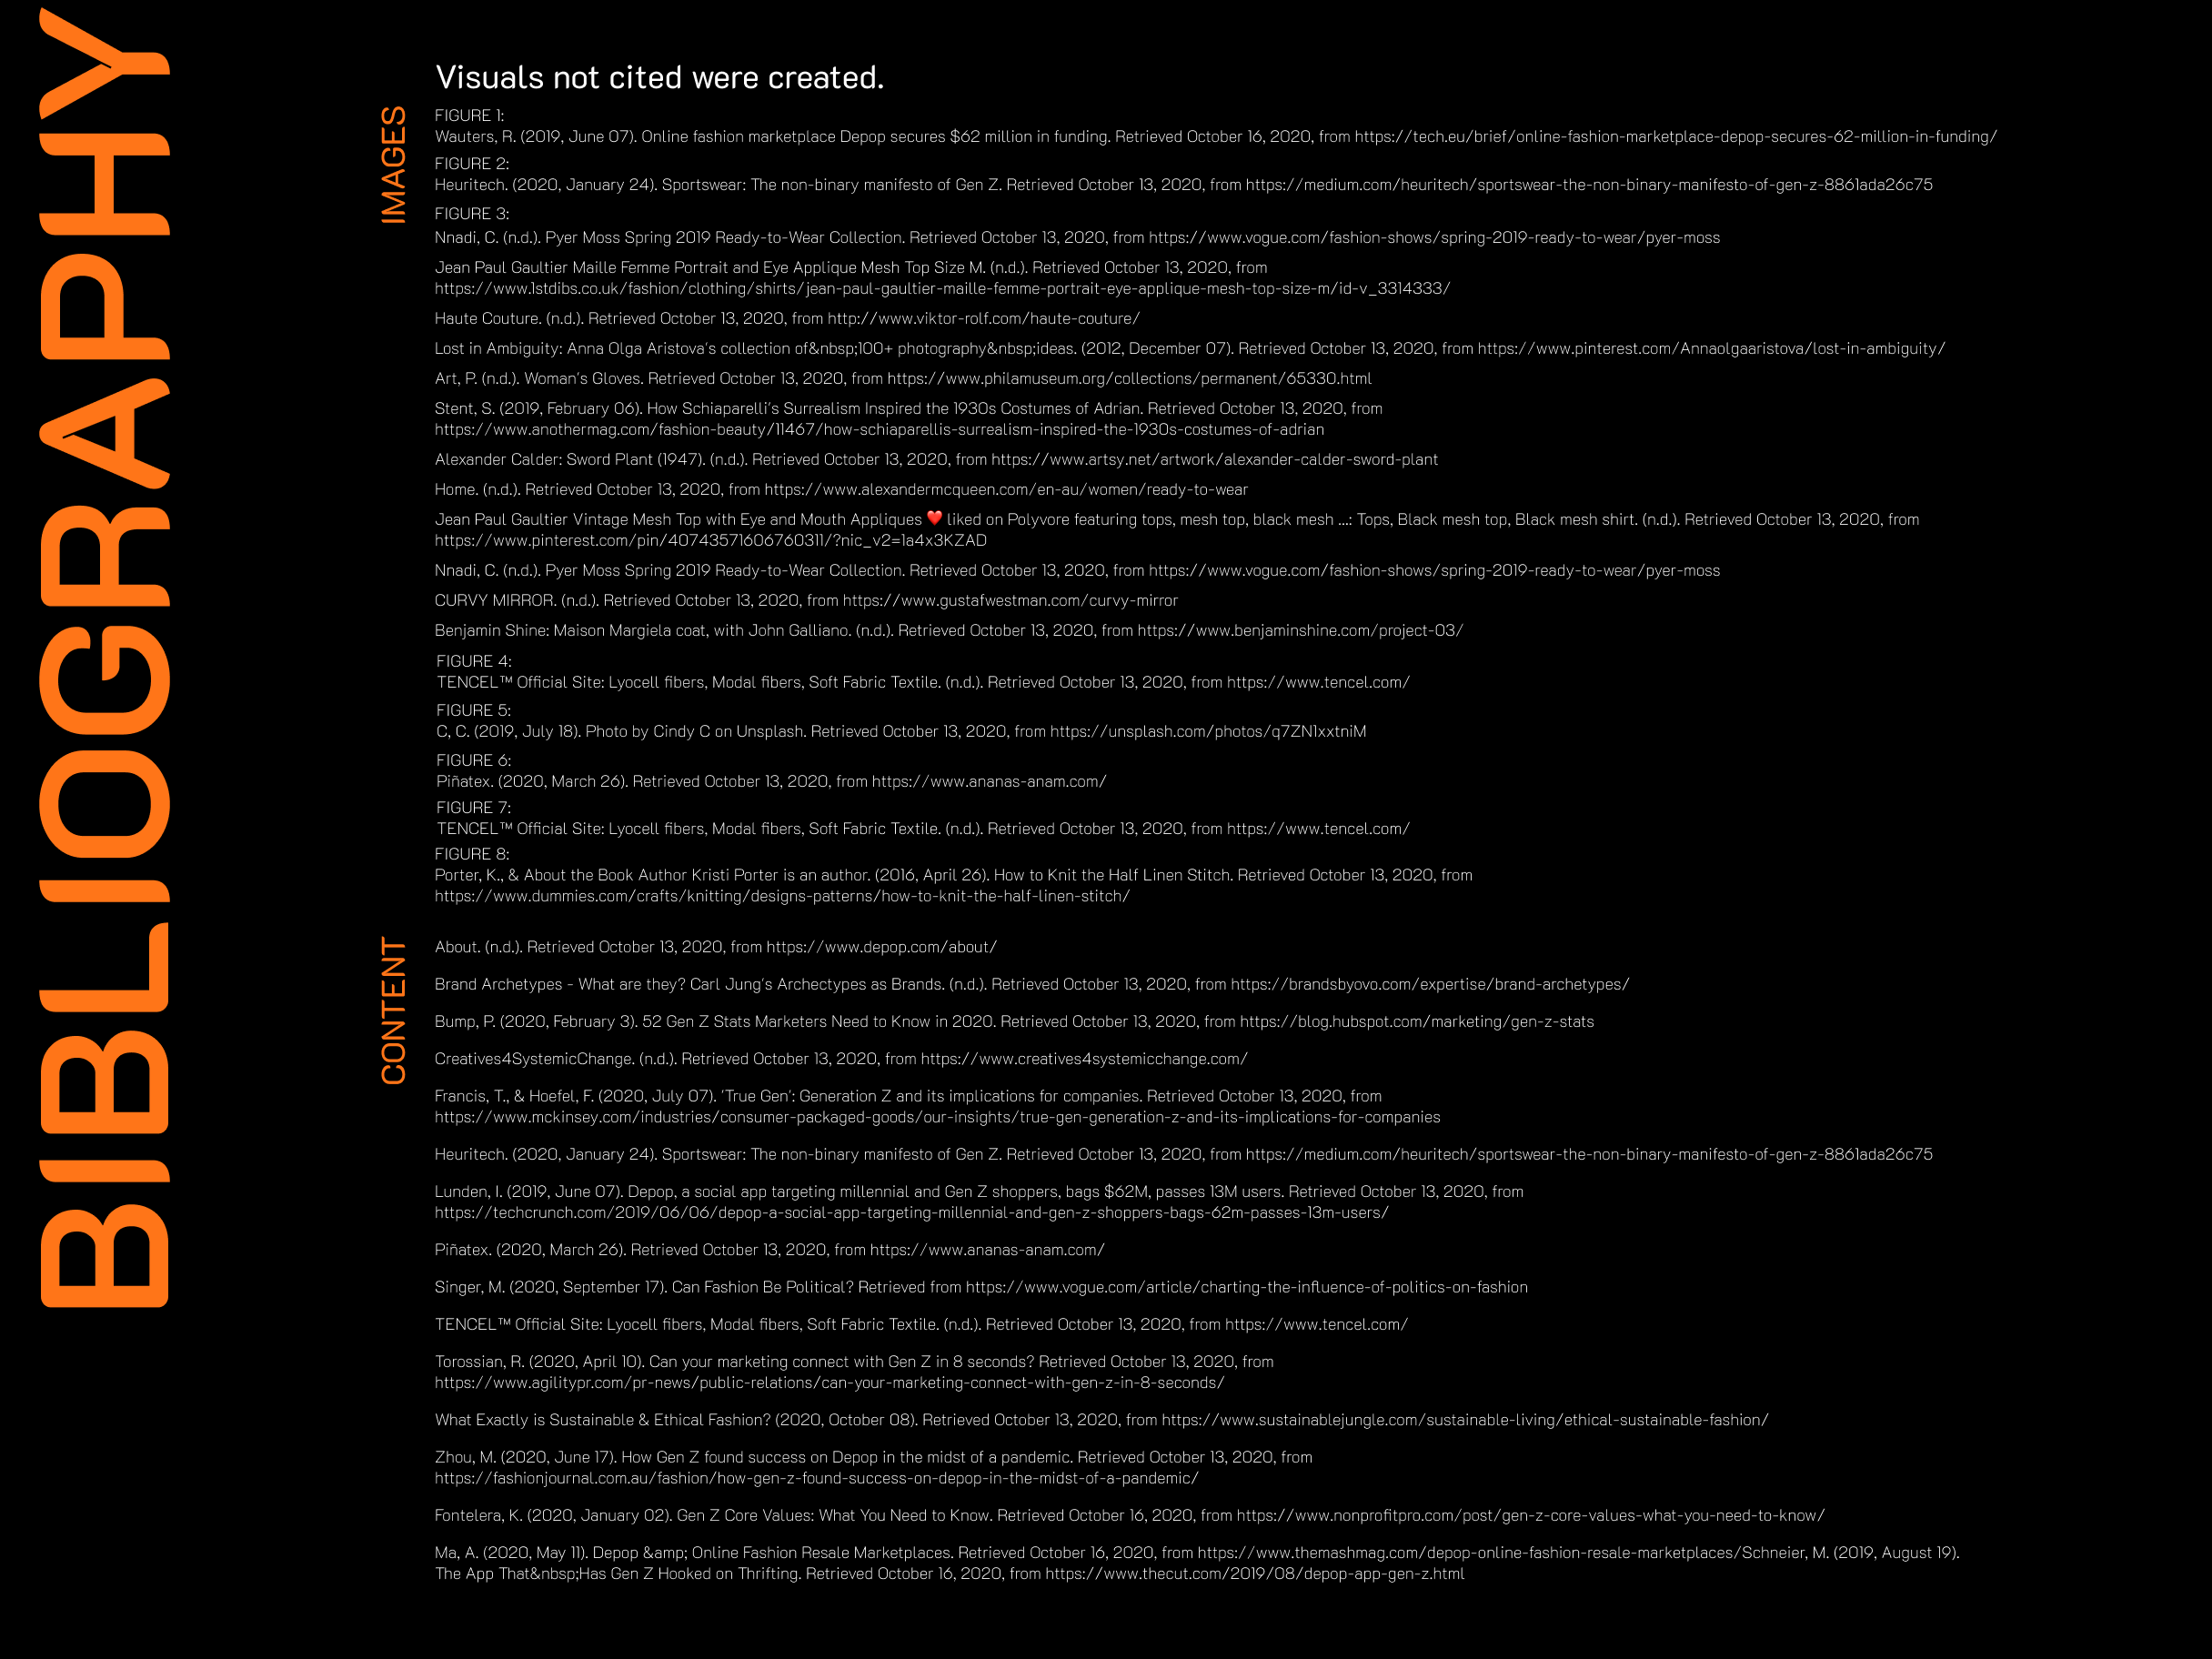 BIBLIOGRAPHY
Visuals not cited were created.
IMAGES
FIGURE 1:
Wauters, R. (2019, June 07). Online fashion marketplace Depop secures $62 million in funding. Retrieved October 16, 2020, from https://tech.eu/brief/online-fashion-marketplace-depop-secures-62-million-in-funding/
FIGURE 2:
Heuritech. (2020, January 24). Sportswear: The non-binary manifesto of Gen Z. Retrieved October 13, 2020, from https://medium.com/heuritech/sportswear-the-non-binary-manifesto-of-gen-z-8861ada26c75
FIGURE 3:
Nnadi, C. (n.d.). Pyer Moss Spring 2019 Ready-to-Wear Collection. Retrieved October 13, 2020, from https://www.vogue.com/fashion-shows/spring-2019-ready-to-wear/pyer-moss
Jean Paul Gaultier Maille Femme Portrait and Eye Applique Mesh Top Size M. (n.d.). Retrieved October 13, 2020, from
https://www.1stdibs.co.uk/fashion/clothing/shirts/jean-paul-gaultier-maille-femme-portrait-eye-applique-mesh-top-size-m/id-v_3314333/
Haute Couture. (n.d.). Retrieved October 13, 2020, from http://www.viktor-rolf.com/haute-couture/
Lost in Ambiguity: Anna Olga Aristova's collection of&nbsp;100+ photography&nbsp;ideas. (2012, December 07). Retrieved October 13, 2020, from https://www.pinterest.com/Annaolgaaristova/lost-in-ambiguity/
Art, P. (n.d.). Woman's Gloves. Retrieved October 13, 2020, from https://www.philamuseum.org/collections/permanent/65330.html
Stent, S. (2019, February 06). How Schiaparelli's Surrealism Inspired the 1930s Costumes of Adrian. Retrieved October 13, 2020, from
https://www.anothermag.com/fashion-beauty/11467/how-schiaparellis-surrealism-inspired-the-1930s-costumes-of-adrian
Alexander Calder: Sword Plant (1947). (n.d.). Retrieved October 13, 2020, from https://www.artsy.net/artwork/alexander-calder-sword-plant
Home. (n.d.). Retrieved October 13, 2020, from https://www.alexandermcqueen.com/en-au/women/ready-to-wear
Jean Paul Gaultier Vintage Mesh Top with Eye and Mouth Appliques ❤️ liked on Polyvore featuring tops, mesh top, black mesh ...: Tops, Black mesh top, Black mesh shirt. (n.d.). Retrieved October 13, 2020, from
https://www.pinterest.com/pin/40743571606760311/?nic_v2=1a4x3KZAD
Nnadi, C. (n.d.). Pyer Moss Spring 2019 Ready-to-Wear Collection. Retrieved October 13, 2020, from https://www.vogue.com/fashion-shows/spring-2019-ready-to-wear/pyer-moss
CURVY MIRROR. (n.d.). Retrieved October 13, 2020, from https://www.gustafwestman.com/curvy-mirror
Benjamin Shine: Maison Margiela coat, with John Galliano. (n.d.). Retrieved October 13, 2020, from https://www.benjaminshine.com/project-03/
FIGURE 4:
TENCEL™ Official Site: Lyocell fibers, Modal fibers, Soft Fabric Textile. (n.d.). Retrieved October 13, 2020, from https://www.tencel.com/
FIGURE 5:
C, C. (2019, July 18). Photo by Cindy C on Unsplash. Retrieved October 13, 2020, from https://unsplash.com/photos/q7ZN1xxtniM
FIGURE 6:
Piñatex. (2020, March 26). Retrieved October 13, 2020, from https://www.ananas-anam.com/
FIGURE 7:
TENCEL™ Official Site: Lyocell fibers, Modal fibers, Soft Fabric Textile. (n.d.). Retrieved October 13, 2020, from https://www.tencel.com/
FIGURE 8:
Porter, K., & About the Book Author Kristi Porter is an author. (2016, April 26). How to Knit the Half Linen Stitch. Retrieved October 13, 2020, from
https://www.dummies.com/crafts/knitting/designs-patterns/how-to-knit-the-half-linen-stitch/
CONTENT
About. (n.d.). Retrieved October 13, 2020, from https://www.depop.com/about/
Brand Archetypes - What are they? Carl Jung's Archectypes as Brands. (n.d.). Retrieved October 13, 2020, from https://brandsbyovo.com/expertise/brand-archetypes/
Bump, P. (2020, February 3). 52 Gen Z Stats Marketers Need to Know in 2020. Retrieved October 13, 2020, from https://blog.hubspot.com/marketing/gen-z-stats
Creatives4SystemicChange. (n.d.). Retrieved October 13, 2020, from https://www.creatives4systemicchange.com/
Francis, T., & Hoefel, F. (2020, July 07). 'True Gen': Generation Z and its implications for companies. Retrieved October 13, 2020, from
https://www.mckinsey.com/industries/consumer-packaged-goods/our-insights/true-gen-generation-z-and-its-implications-for-companies
Heuritech. (2020, January 24). Sportswear: The non-binary manifesto of Gen Z. Retrieved October 13, 2020, from https://medium.com/heuritech/sportswear-the-non-binary-manifesto-of-gen-z-8861ada26c75
Lunden, I. (2019, June 07). Depop, a social app targeting millennial and Gen Z shoppers, bags $62M, passes 13M users. Retrieved October 13, 2020, from
https://techcrunch.com/2019/06/06/depop-a-social-app-targeting-millennial-and-gen-z-shoppers-bags-62m-passes-13m-users/
Piñatex. (2020, March 26). Retrieved October 13, 2020, from https://www.ananas-anam.com/
Singer, M. (2020, September 17). Can Fashion Be Political? Retrieved from https://www.vogue.com/article/charting-the-influence-of-politics-on-fashion
TENCEL™ Official Site: Lyocell fibers, Modal fibers, Soft Fabric Textile. (n.d.). Retrieved October 13, 2020, from https://www.tencel.com/
Torossian, R. (2020, April 10). Can your marketing connect with Gen Z in 8 seconds? Retrieved October 13, 2020, from
https://www.agilitypr.com/pr-news/public-relations/can-your-marketing-connect-with-gen-z-in-8-seconds/
What Exactly is Sustainable & Ethical Fashion? (2020, October 08). Retrieved October 13, 2020, from https://www.sustainablejungle.com/sustainable-living/ethical-sustainable-fashion/
Zhou, M. (2020, June 17). How Gen Z found success on Depop in the midst of a pandemic. Retrieved October 13, 2020, from
https://fashionjournal.com.au/fashion/how-gen-z-found-success-on-depop-in-the-midst-of-a-pandemic/
Fontelera, K. (2020, January 02). Gen Z Core Values: What You Need to Know. Retrieved October 16, 2020, from https://www.nonprofitpro.com/post/gen-z-core-values-what-you-need-to-know/
Ma, A. (2020, May 11). Depop &amp; Online Fashion Resale Marketplaces. Retrieved October 16, 2020, from https://www.themashmag.com/depop-online-fashion-resale-marketplaces/Schneier, M. (2019, August 19).
The App That&nbsp;Has Gen Z Hooked on Thrifting. Retrieved October 16, 2020, from https://www.thecut.com/2019/08/depop-app-gen-z.html